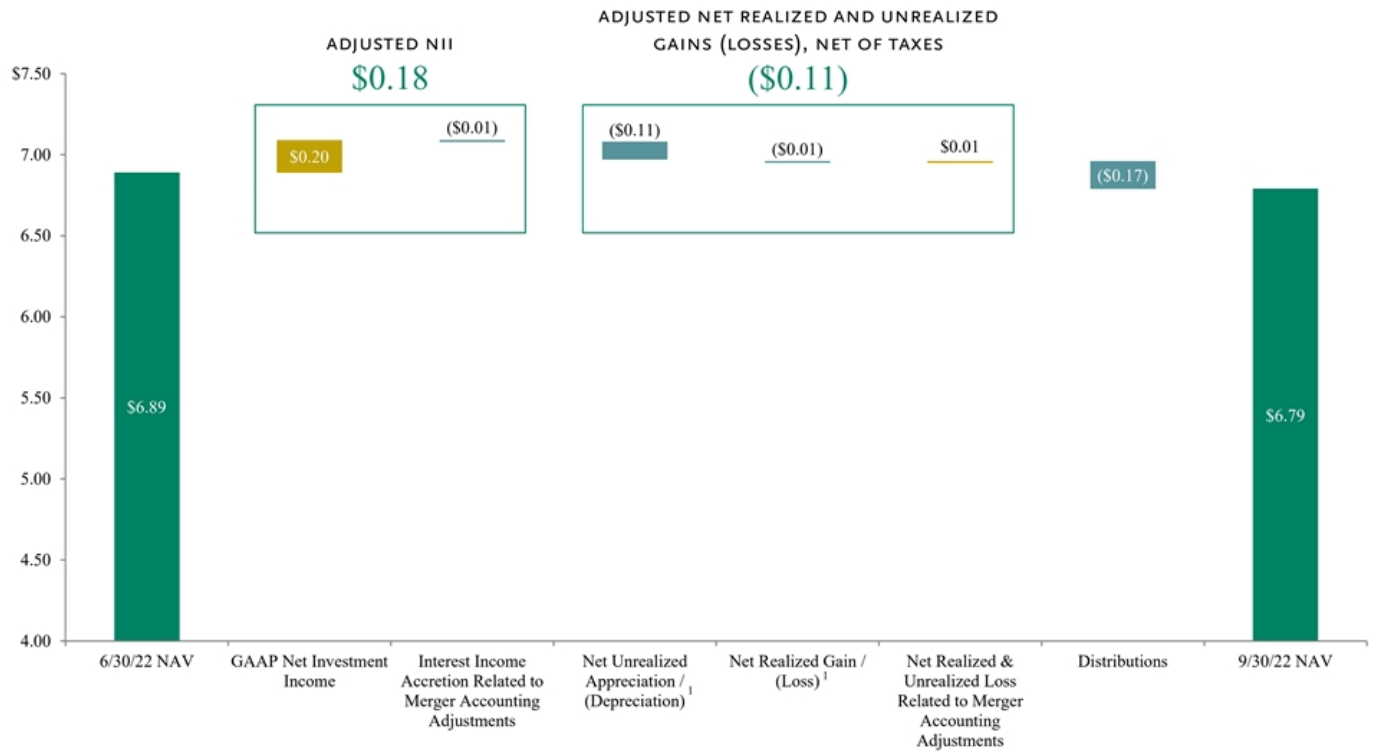 ADJUSTED NII
$0.18
ADJUSTED NET REALIZED AND UNREALIZED
GAINS (LOSSES), NET OF TAXES
($0.11)
$7.50
7.00
6.50
6.00
5.50
5.00
4.50
4.00
$6.89
$0.20
($0.01)
($0.11)
($0.01)
$0.01
($0.17)
$6.79
6/30/22 NAV
GAAP Net Investment
Income
Interest Income
Accretion Related to
Merger Accounting
Adjustments
Net Unrealized
Appreciation /
(Depreciation) 1
Net Realized Gain /
(Loss) 1
Net Realized &
Unrealized Loss
Related to Merger
Accounting
Adjustments
Distributions
9/30/22 NAV